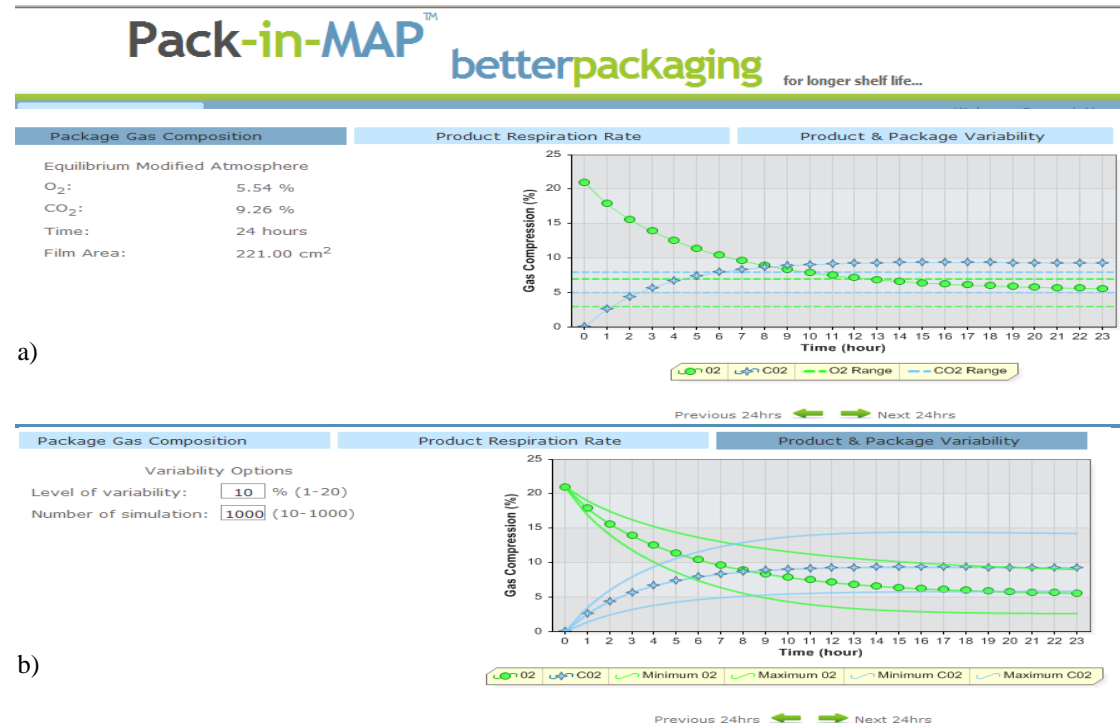 Pack-in-MAP™
betterpackaging for longer shelf life...
Package Gas Composition Product Respiration Rate Product & Package Variability
Equilibrium Modified Atmosphere
O2: 5.54 %
CO2: 9.26 %
Time: 24 hours
Film Area: 221.00 cm2
Gas Compression (%)
25
20
15
10
5
0
0 1 2 3 4 5 6 7 8 9 10 11 12 13 14 15 16 17 18 19 20 21 22 23
Time (hour)
02 C02 O2 Range CO2 Range
a)
Previous 24hrs Next 24hrs
Package Gas Composition Product Respiration Rate Product & Package Variability
Variability Options
Level of variability: 10 % (1-20)
Number of simulation: 1000 (10-1000)
Gas Compression (%)
25
20
15
10
5
0
0 1 2 3 4 5 6 7 8 9 10 11 12 13 14 15 16 17 18 19 20 21 22 23
Time (hour)
b)
02 C02 Minimum 02 Maximum 02 Minimum C02 Maximum C02
Previous 24hrs Next 24hrs